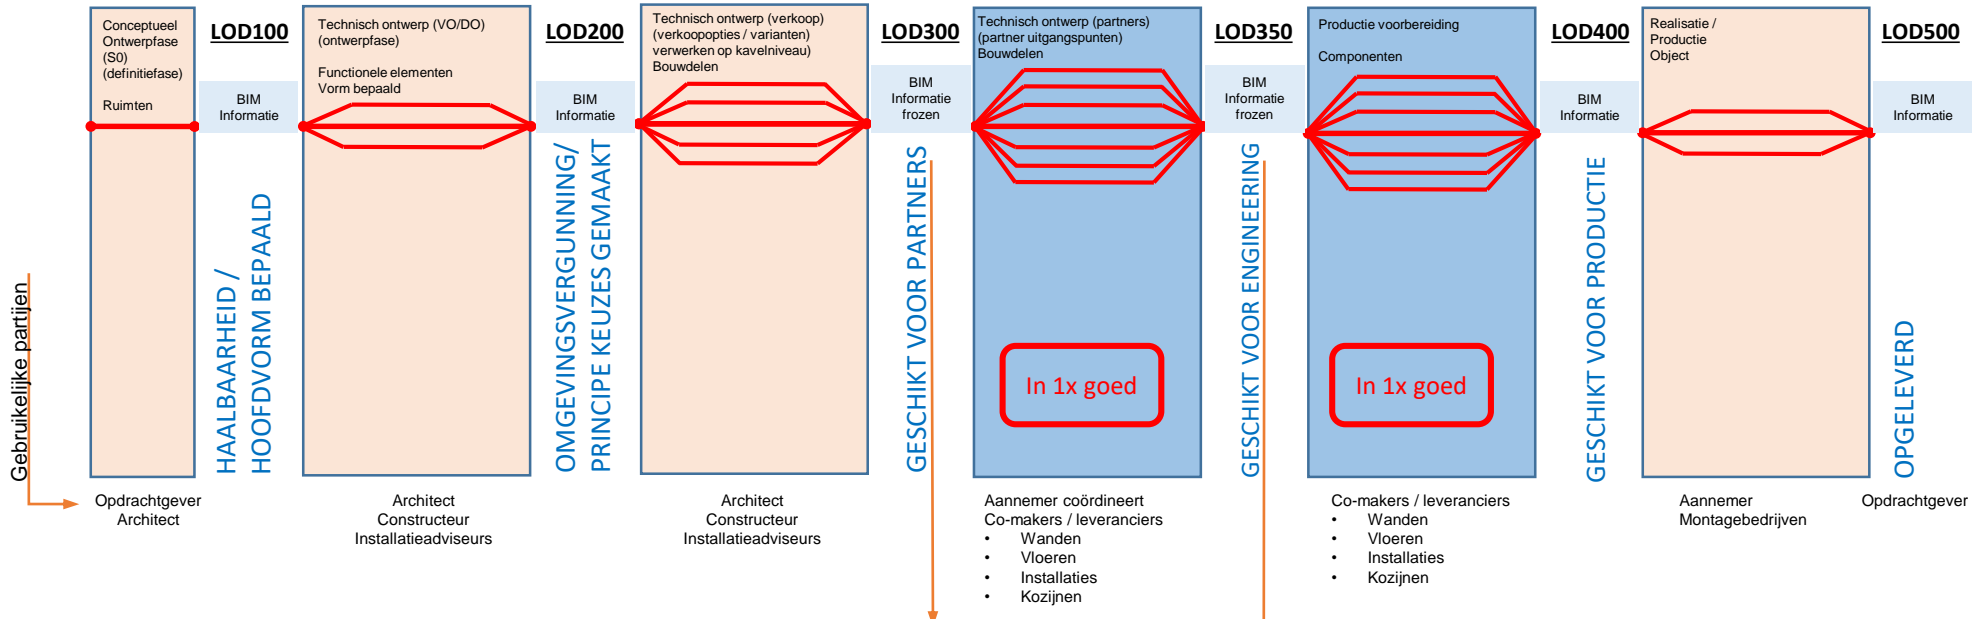 Conceptueel
Ontwerpfase
(S0)
(definitiefase)
Ruimten
LOD100
BIM
Informatie
HAALBAARHEID /
HOOFDVORM BEPAALD
Technisch ontwerp (VO/DO)
(ontwerpfase)
Functionele elementen
Vorm bepaald
LOD200
BIM
Informatie
OMGEVINGSVERGUNNING/
PRINCIPE KEUZES GEMAAKT
Technisch ontwerp (verkoop)
(verkoopopties / varianten)
verwerken op kavelniveau)
Bouwdelen
LOD300
BIM
Informatie
frozen
GESCHIKT VOOR PARTNERS
Technisch ontwerp (partners)
(partner uitgangspunten)
Bouwdelen
In 1x goed
LOD350
BIM
Informatie
frozen
GESCHIKT VOOR ENGINEERING
Productie voorbereiding
Componenten
In 1x goed
LOD400
BIM
Informatie
GESCHIKT VOOR PRODUCTIE
Realisatie /
Productie
Object
LOD500
BIM
Informatie
OPGELEVERD
Gebruikelijke partijen
Opdrachtgever
Architect
Architect
Constructeur
Installatieadviseurs
Architect
Constructeur
Installatieadviseurs
Aannemer coördineert
Co-makers / leveranciers
• Wanden
• Vloeren
• Installaties
• Kozijnen
Co-makers / leveranciers
• Wanden
• Vloeren
• Installaties
• Kozijnen
Aannemer
Montagebedrijven
Opdrachtgever